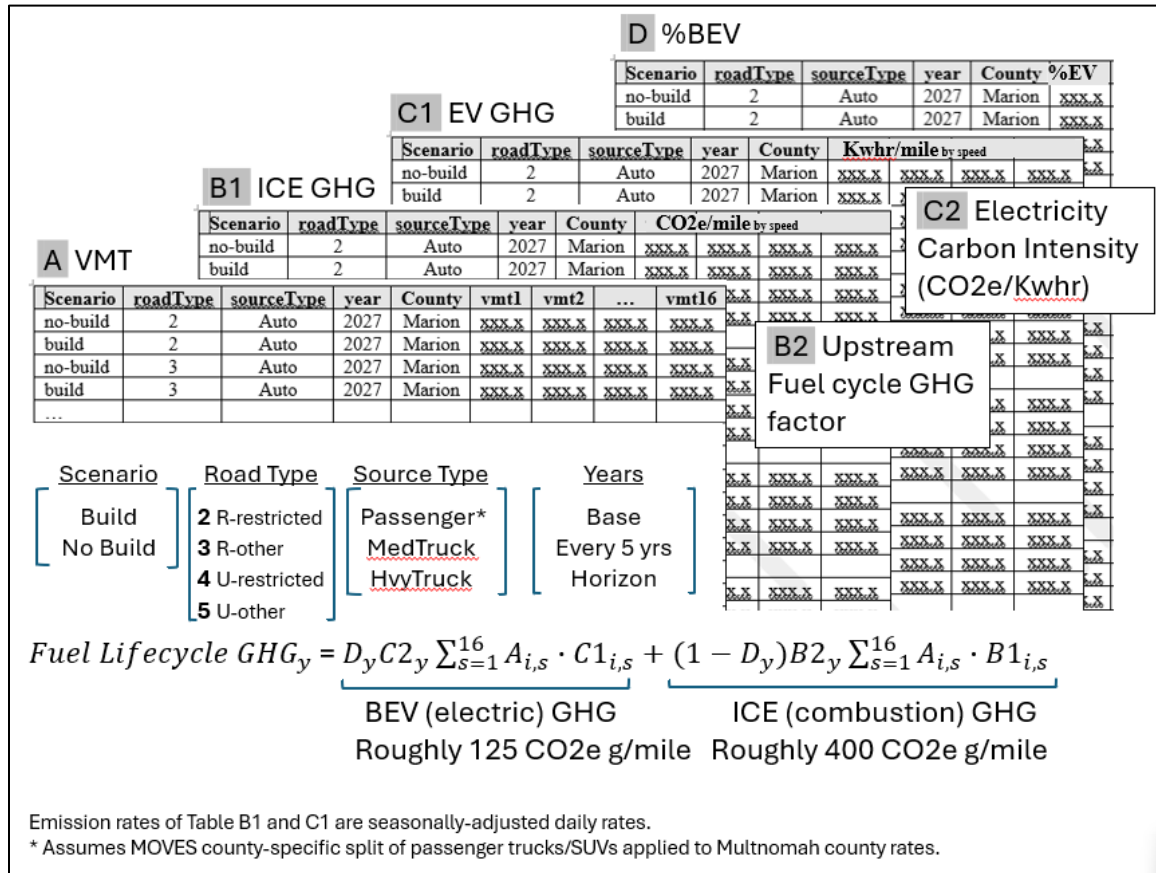 D %BEV
Scenario roadType sourceType year County %EV
no-build 2 Auto 2027 Marion xxx.x
build 2 Auto 2027 Marion xxx.x
C1 EV GHG
Scenario roadType sourceType year County Kwhr/mile by speed
no-build 2 Auto 2027 Marion xxx.x xxx.x xxx.x xxx.x
build 2 Auto 2027 Marion xxx.x
C2 Electricity
Carbon Intensity
(CO2e/Kwhr)
B1 ICE GHG
Scenario roadType sourceType year County CO2e/mile by speed
no-build 2 Auto 2027 Marion xxx.x xxx.x xxx.x xxx.x
build 2 Auto 2027 Marion xxx.x xxx.x xxx.x xxx.x
B2 Upstream
Fuel cycle GHG
factor
A VMT
Scenario roadType sourceType year County vmt1 vmt2 ... vmt16
no-build 2 Auto 2027 Marion xxx.x xxx.x xxx.x xxx.x
build 2 Auto 2027 Marion xxx.x xxx.x xxx.x xxx.x
no-build 3 Auto 2027 Marion xxx.x xxx.x xxx.x xxx.x
build 3 Auto 2027 Marion xxx.x xxx.x xxx.x xxx.x
...
Scenario Road Type Source Type Years
Build
No Build
2 R-restricted
3 R-other
4 U-restricted
5 U-other
Passenger*
MedTruck
HvyTruck
Base
Every 5 yrs
Horizon
Fuel Lifecycle GHG_y = D_y C2_y ∑_{s=1}^{16} A_{i,s} · C1_{i,s} + (1 − D_y)B2_y ∑_{s=1}^{16} A_{i,s} · B1_{i,s}
BEV (electric) GHG
Roughly 125 CO2e g/mile
ICE (combustion) GHG
Roughly 400 CO2e g/mile
Emission rates of Table B1 and C1 are seasonally-adjusted daily rates.
* Assumes MOVES county-specific split of passenger trucks/SUVs applied to Multnomah county rates.